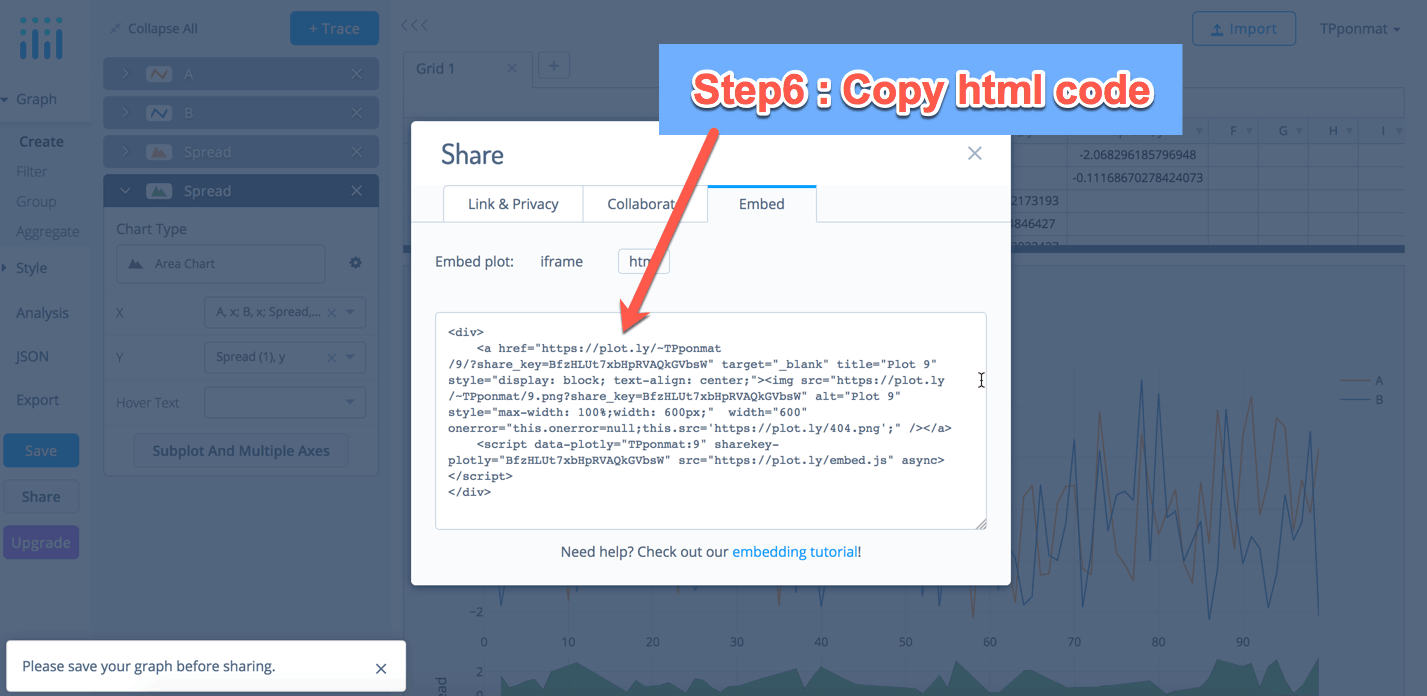 Collapse All
+ Trace
<<<
Import
TPponmat
Grid 1
+
Step6 : Copy html code
Graph
Create
Filter
Group
Aggregate
Style
Analysis
JSON
Export
Save
Share
Upgrade
A
B
Spread
Spread
Chart Type
Area Chart
X
A, x; B, x; Spread,...
Y
Spread (1), y
Hover Text
Subplot And Multiple Axes
F
G
H
I
-2.068296185796948
-0.11168670278424073
2173193
3846427
Share
Link & Privacy
Collaborat
Embed
Embed plot:
iframe
htm
<div>
<a href="https://plot.ly/~TPponmat
/9/?share_key=BfzHLUt7xbHpRVAQkGVbsW" target="_blank" title="Plot 9"
style="display: block; text-align: center;"><img src="https://plot.ly
/~TPponmat/9.png?share_key=BfzHLUt7xbHpRVAQkGVbsW" alt="Plot 9"
style="max-width: 100%;width: 600px;"  width="600"
onerror="this.onerror=null;this.src='https://plot.ly/404.png';" /></a>
<script data-plotly="TPponmat:9" sharekey-
plotly="BfzHLUt7xbHpRVAQkGVbsW" src="https://plot.ly/embed.js" async>
</script>
</div>
Need help? Check out our embedding tutorial!
A
B
−2
0
10
20
30
40
50
60
70
80
90
2
0
Please save your graph before sharing.